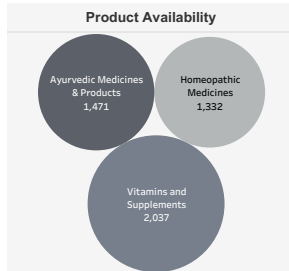 Product Availability
Ayurvedic Medicines
& Products
1,471
Homeopathic
Medicines
1,332
Vitamins and
Supplements
2,037